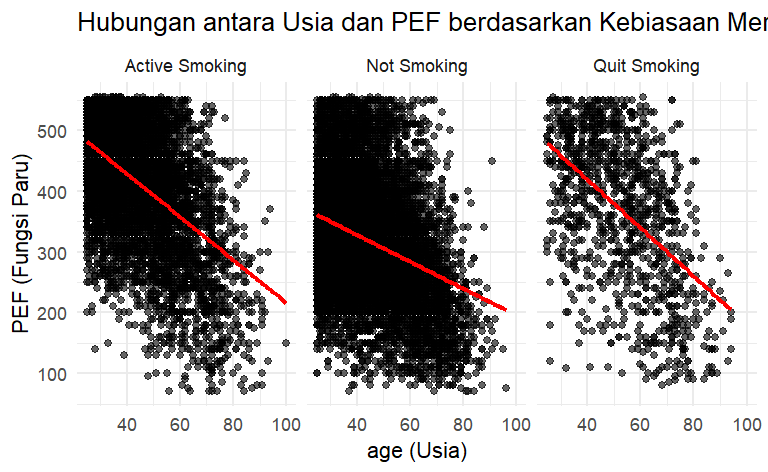 Hubungan antara Usia dan PEF berdasarkan Kebiasaan
Active Smoking
Not Smoking
Quit Smoking
PEF (Fungsi Paru)
500
400
300
200
100
40 60 80 100
40 60 80 100
40 60 80 100
age (Usia)